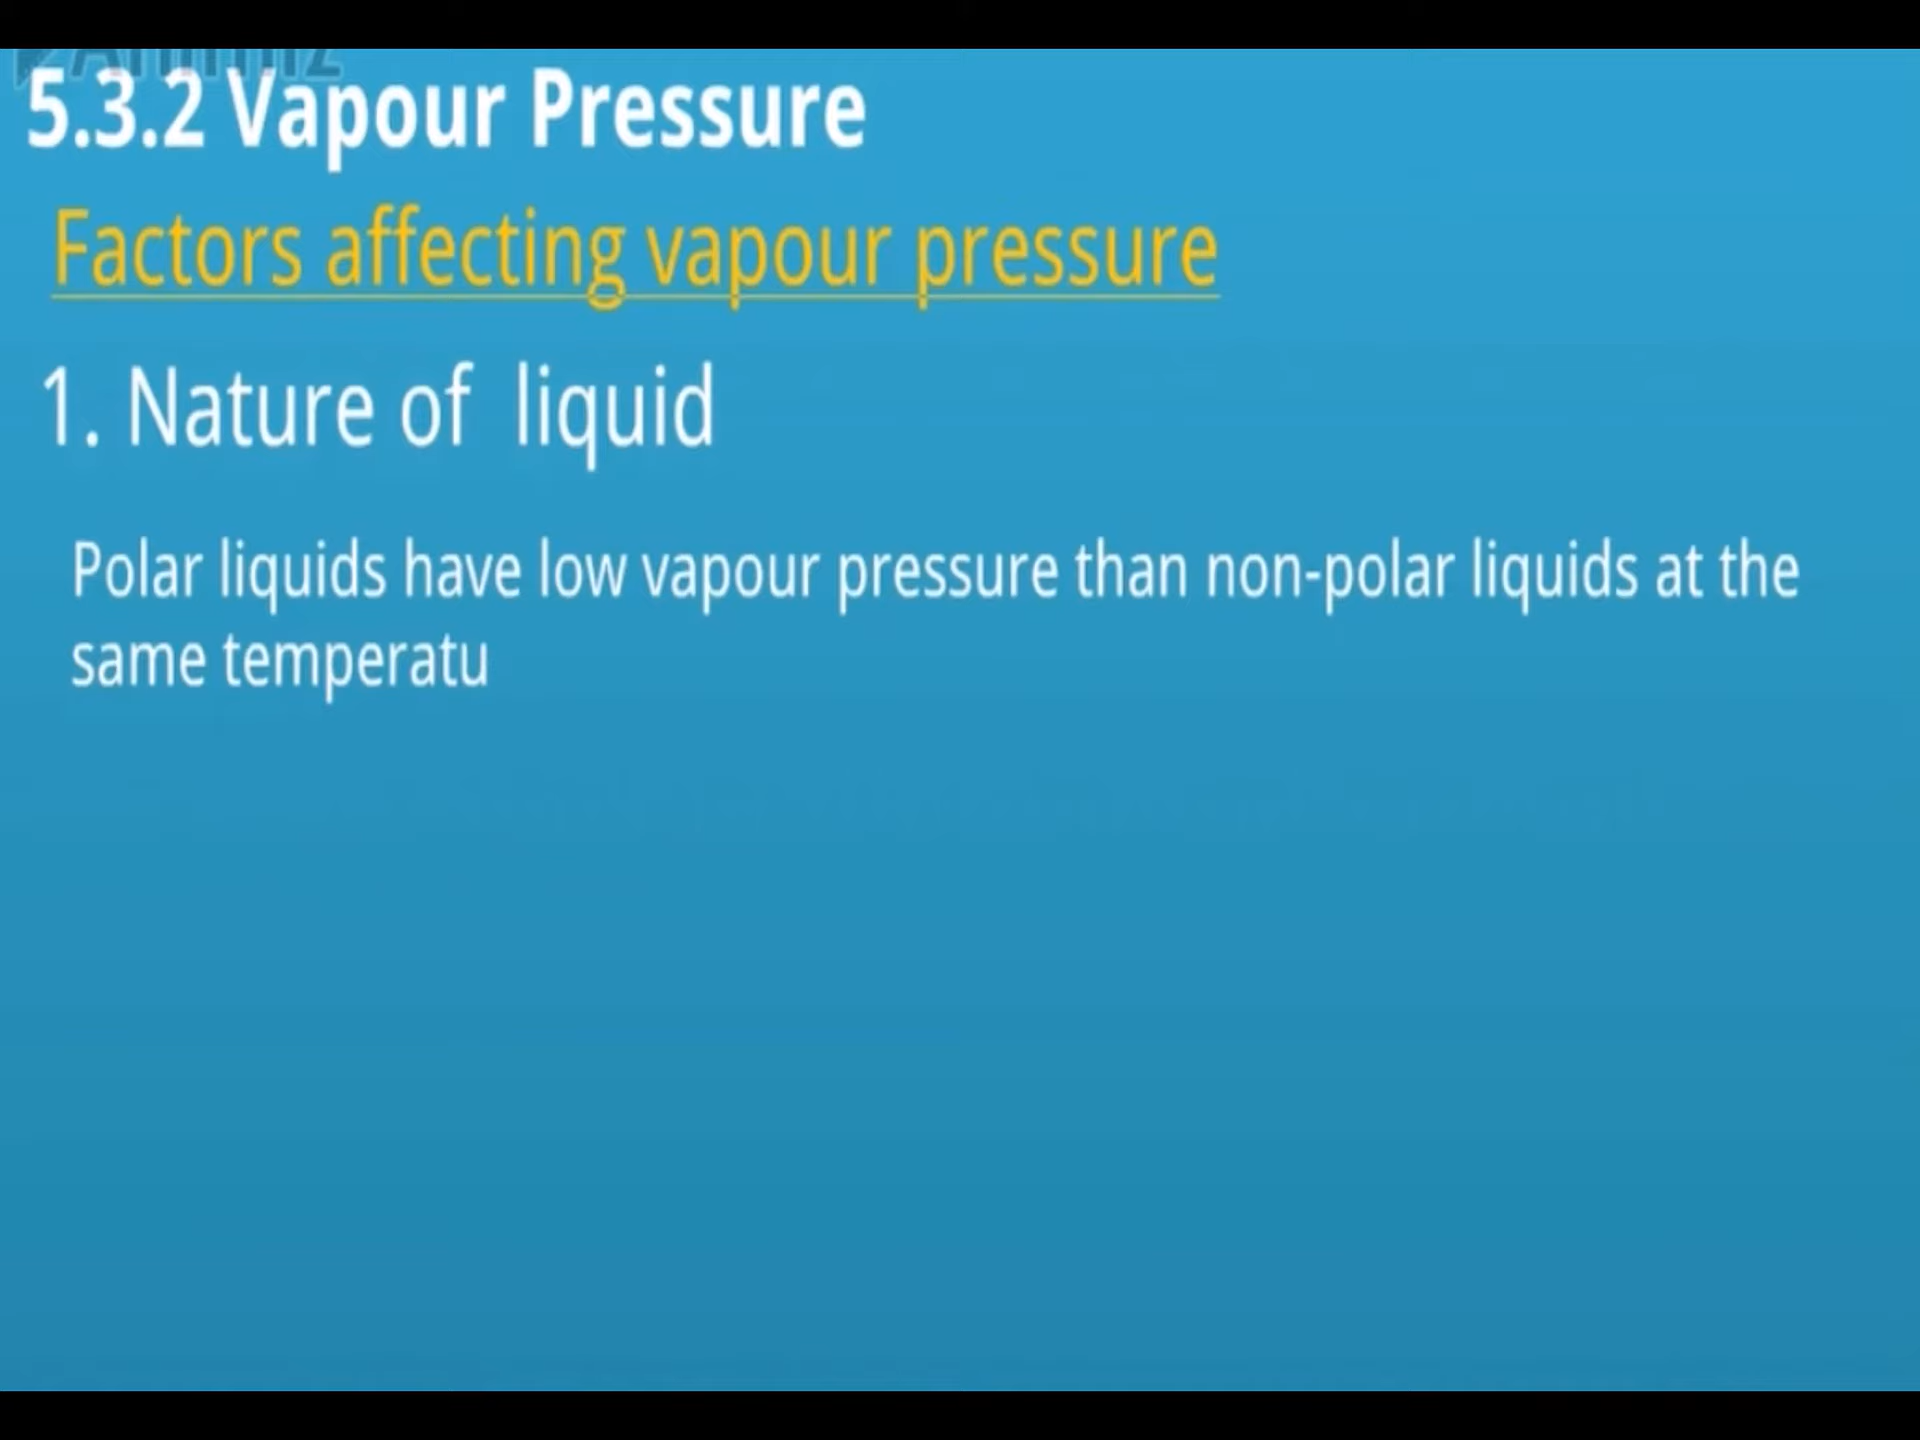 5.3.2 Vapour Pressure
Factors affecting vapour pressure
1. Nature of liquid
Polar liquids have low vapour pressure than non-polar liquids at the
same temperatu